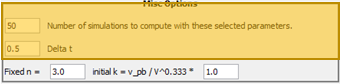 Misc Options
50 Number of simulations to compute with these selected parameters.
0.5 Delta t
Fixed n = 3.0 initial k = v_pb / V^0.333 * 1.0